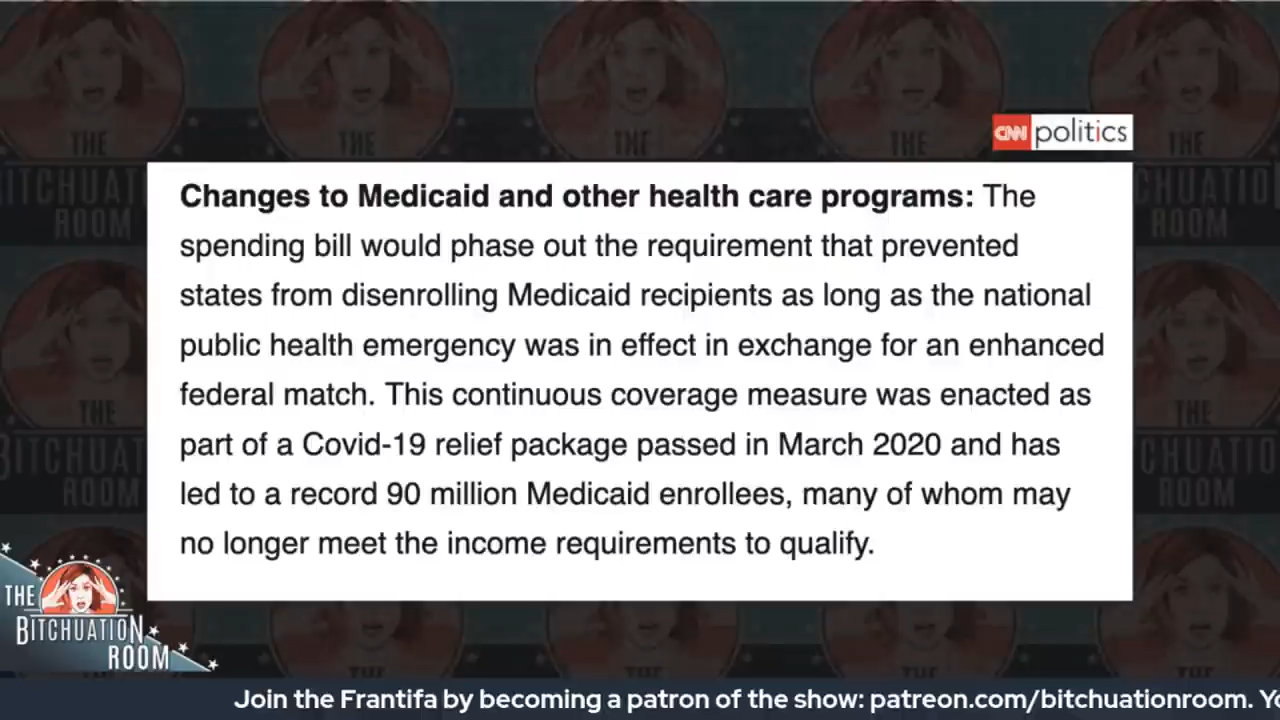 CNN politics
Changes to Medicaid and other health care programs: The
spending bill would phase out the requirement that prevented
states from disenrolling Medicaid recipients as long as the national
public health emergency was in effect in exchange for an enhanced
federal match. This continuous coverage measure was enacted as
part of a Covid-19 relief package passed in March 2020 and has
led to a record 90 million Medicaid enrollees, many of whom may
no longer meet the income requirements to qualify.
THE
BITCHUATION
ROOM
Join the Frantifa by becoming a patron of the show: patreon.com/bitchuationroom. Yo